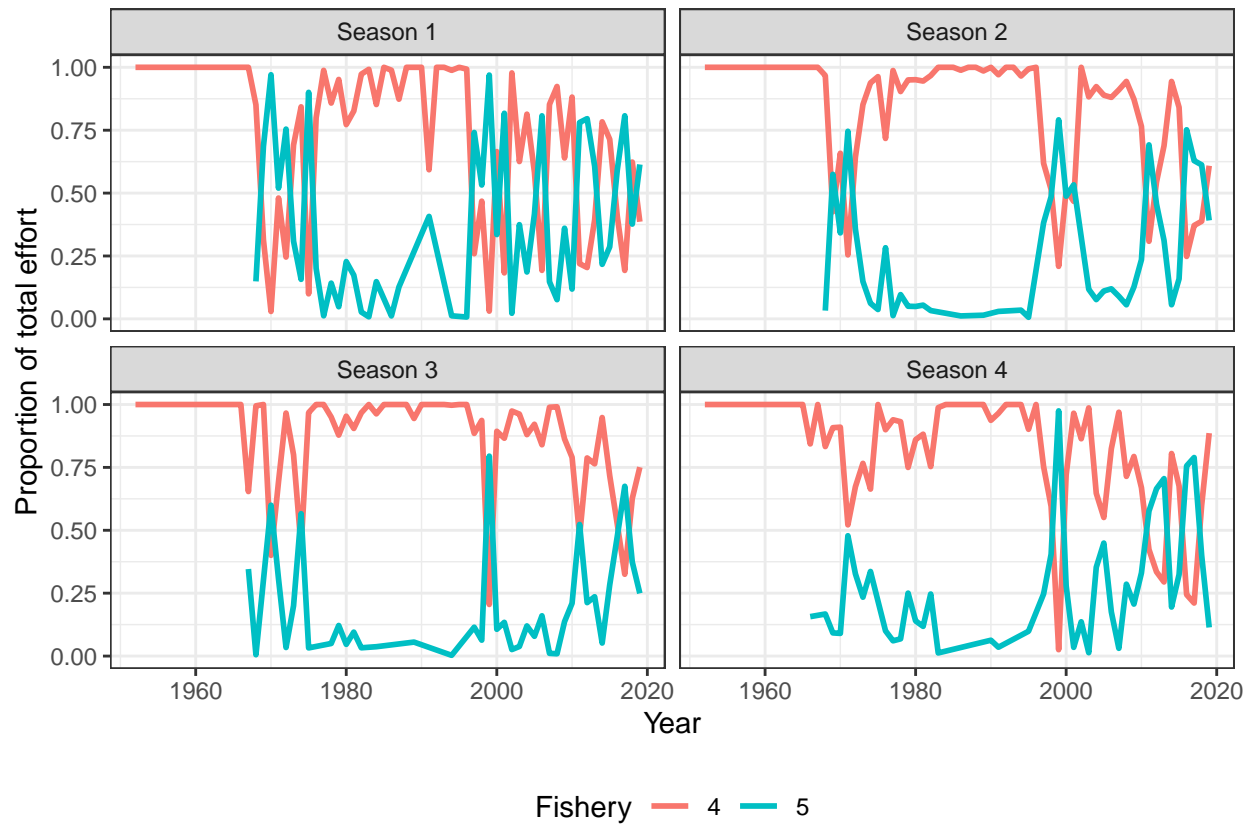 Season 1
Season 2
1.00
0.75
0.50
0.25
0.00
Season 3
Season 4
1.00
0.75
0.50
0.25
0.00
Proportion of total effort
1960 1980 2000 2020 1960 1980 2000 2020
Year
Fishery 4 5